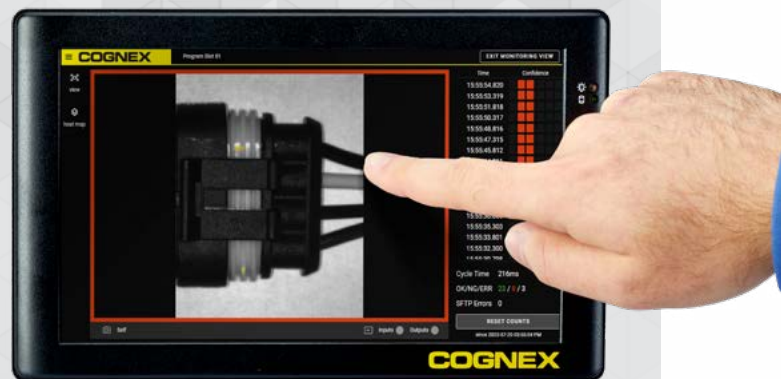 COGNEX
Program Slot 01
EXIT MONITORING VIEW
view
heat map
Time Confidence
15:55:54.820
15:55:53.319
15:55:51.818
15:55:50.317
15:55:48.816
15:55:47.315
15:55:45.812
15:55:35.303
15:55:33.801
15:55:32.300
Cycle Time 216ms
OK/NG/ERR 23 / 8 / 3
SFTP Errors 0
RESET COUNTS
Self
Inputs
Outputs
COGNEX